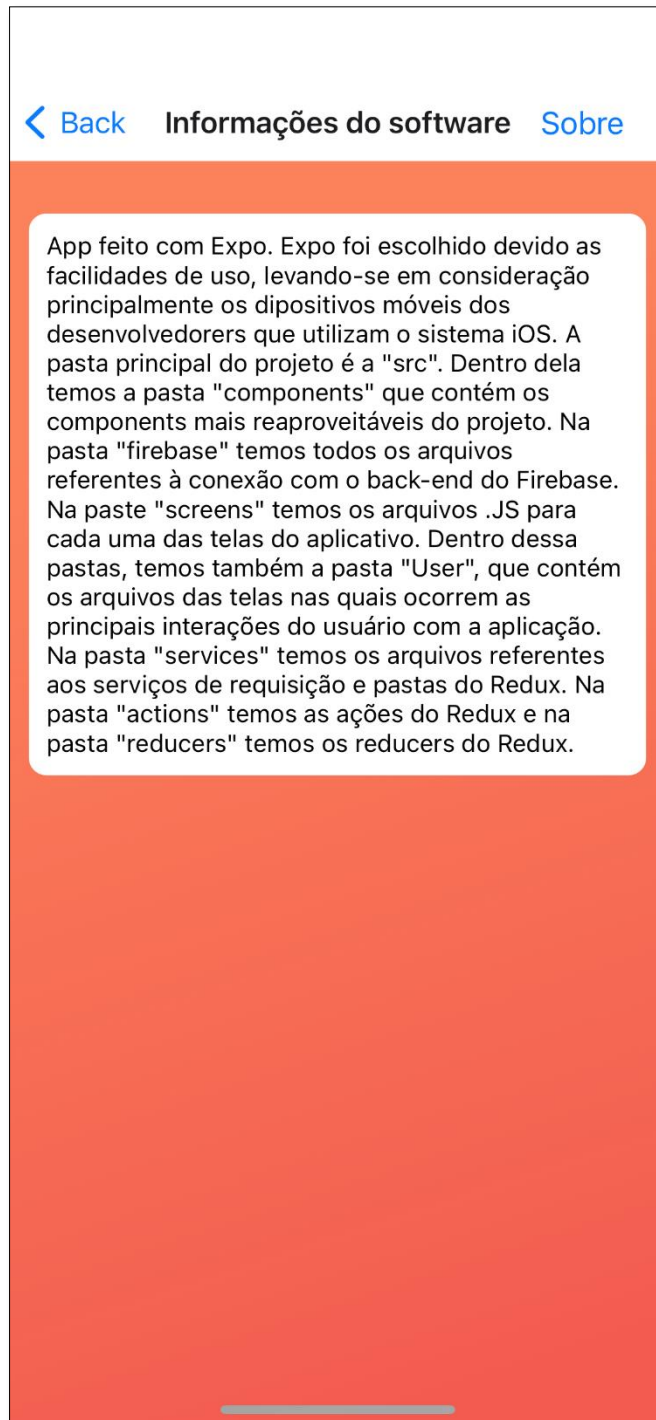 Back Informações do software Sobre
App feito com Expo. Expo foi escolhido devido as
facilidades de uso, levando-se em consideração
principalmente os dipositivos móveis dos
desenvolvedorers que utilizam o sistema iOS. A
pasta principal do projeto é a "src". Dentro dela
temos a pasta "components" que contém os
components mais reaproveitáveis do projeto. Na
pasta "firebase" temos todos os arquivos
referentes à conexão com o back-end do Firebase.
Na paste "screens" temos os arquivos .JS para
cada uma das telas do aplicativo. Dentro dessa
pastas, temos também a pasta "User", que contém
os arquivos das telas nas quais ocorrem as
principais interações do usuário com a aplicação.
Na pasta "services" temos os arquivos referentes
aos serviços de requisição e pastas do Redux. Na
pasta "actions" temos as ações do Redux e na
pasta "reducers" temos os reducers do Redux.